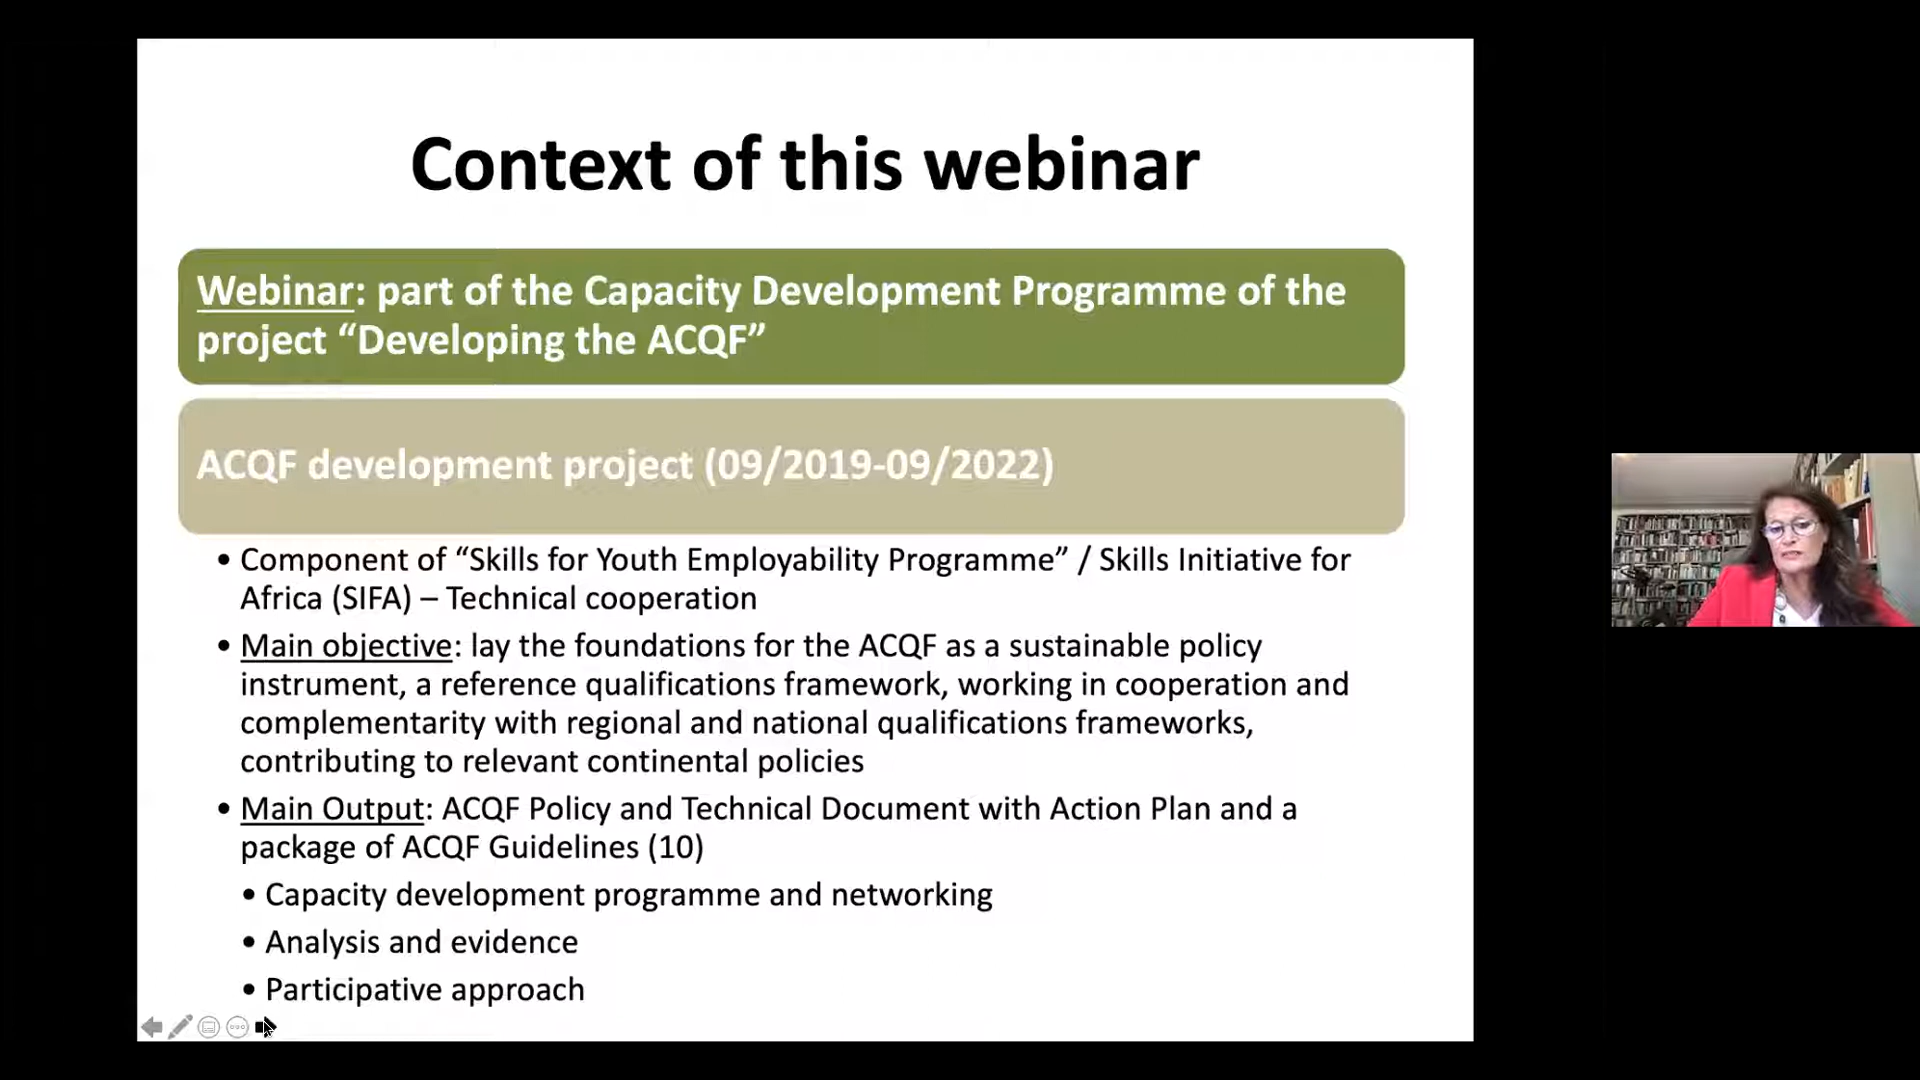 Context of this webinar
Webinar: part of the Capacity Development Programme of the
project “Developing the ACQF”
ACQF development project (09/2019-09/2022)
• Component of “Skills for Youth Employability Programme” / Skills Initiative for
Africa (SIFA) – Technical cooperation
• Main objective: lay the foundations for the ACQF as a sustainable policy
instrument, a reference qualifications framework, working in cooperation and
complementarity with regional and national qualifications frameworks,
contributing to relevant continental policies
• Main Output: ACQF Policy and Technical Document with Action Plan and a
package of ACQF Guidelines (10)
• Capacity development programme and networking
• Analysis and evidence
• Participative approach